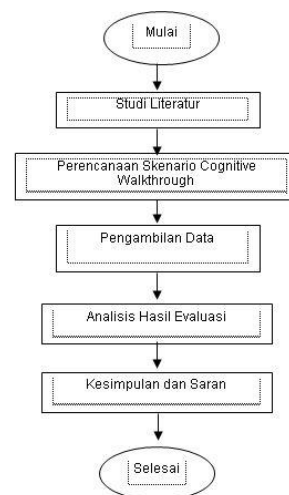 Mulai
Studi Literatur
Perencanaan Skenario Cognitive
Walkthrough
Pengambilan Data
Analisis Hasil Evaluasi
Kesimpulan dan Saran
Selesai